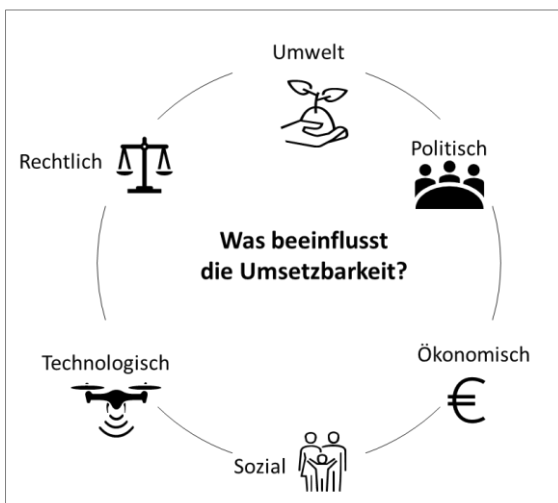 Umwelt
Politisch
Rechtlich
Was beeinflusst
die Umsetzbarkeit?
Ökonomisch
Technologisch
Sozial